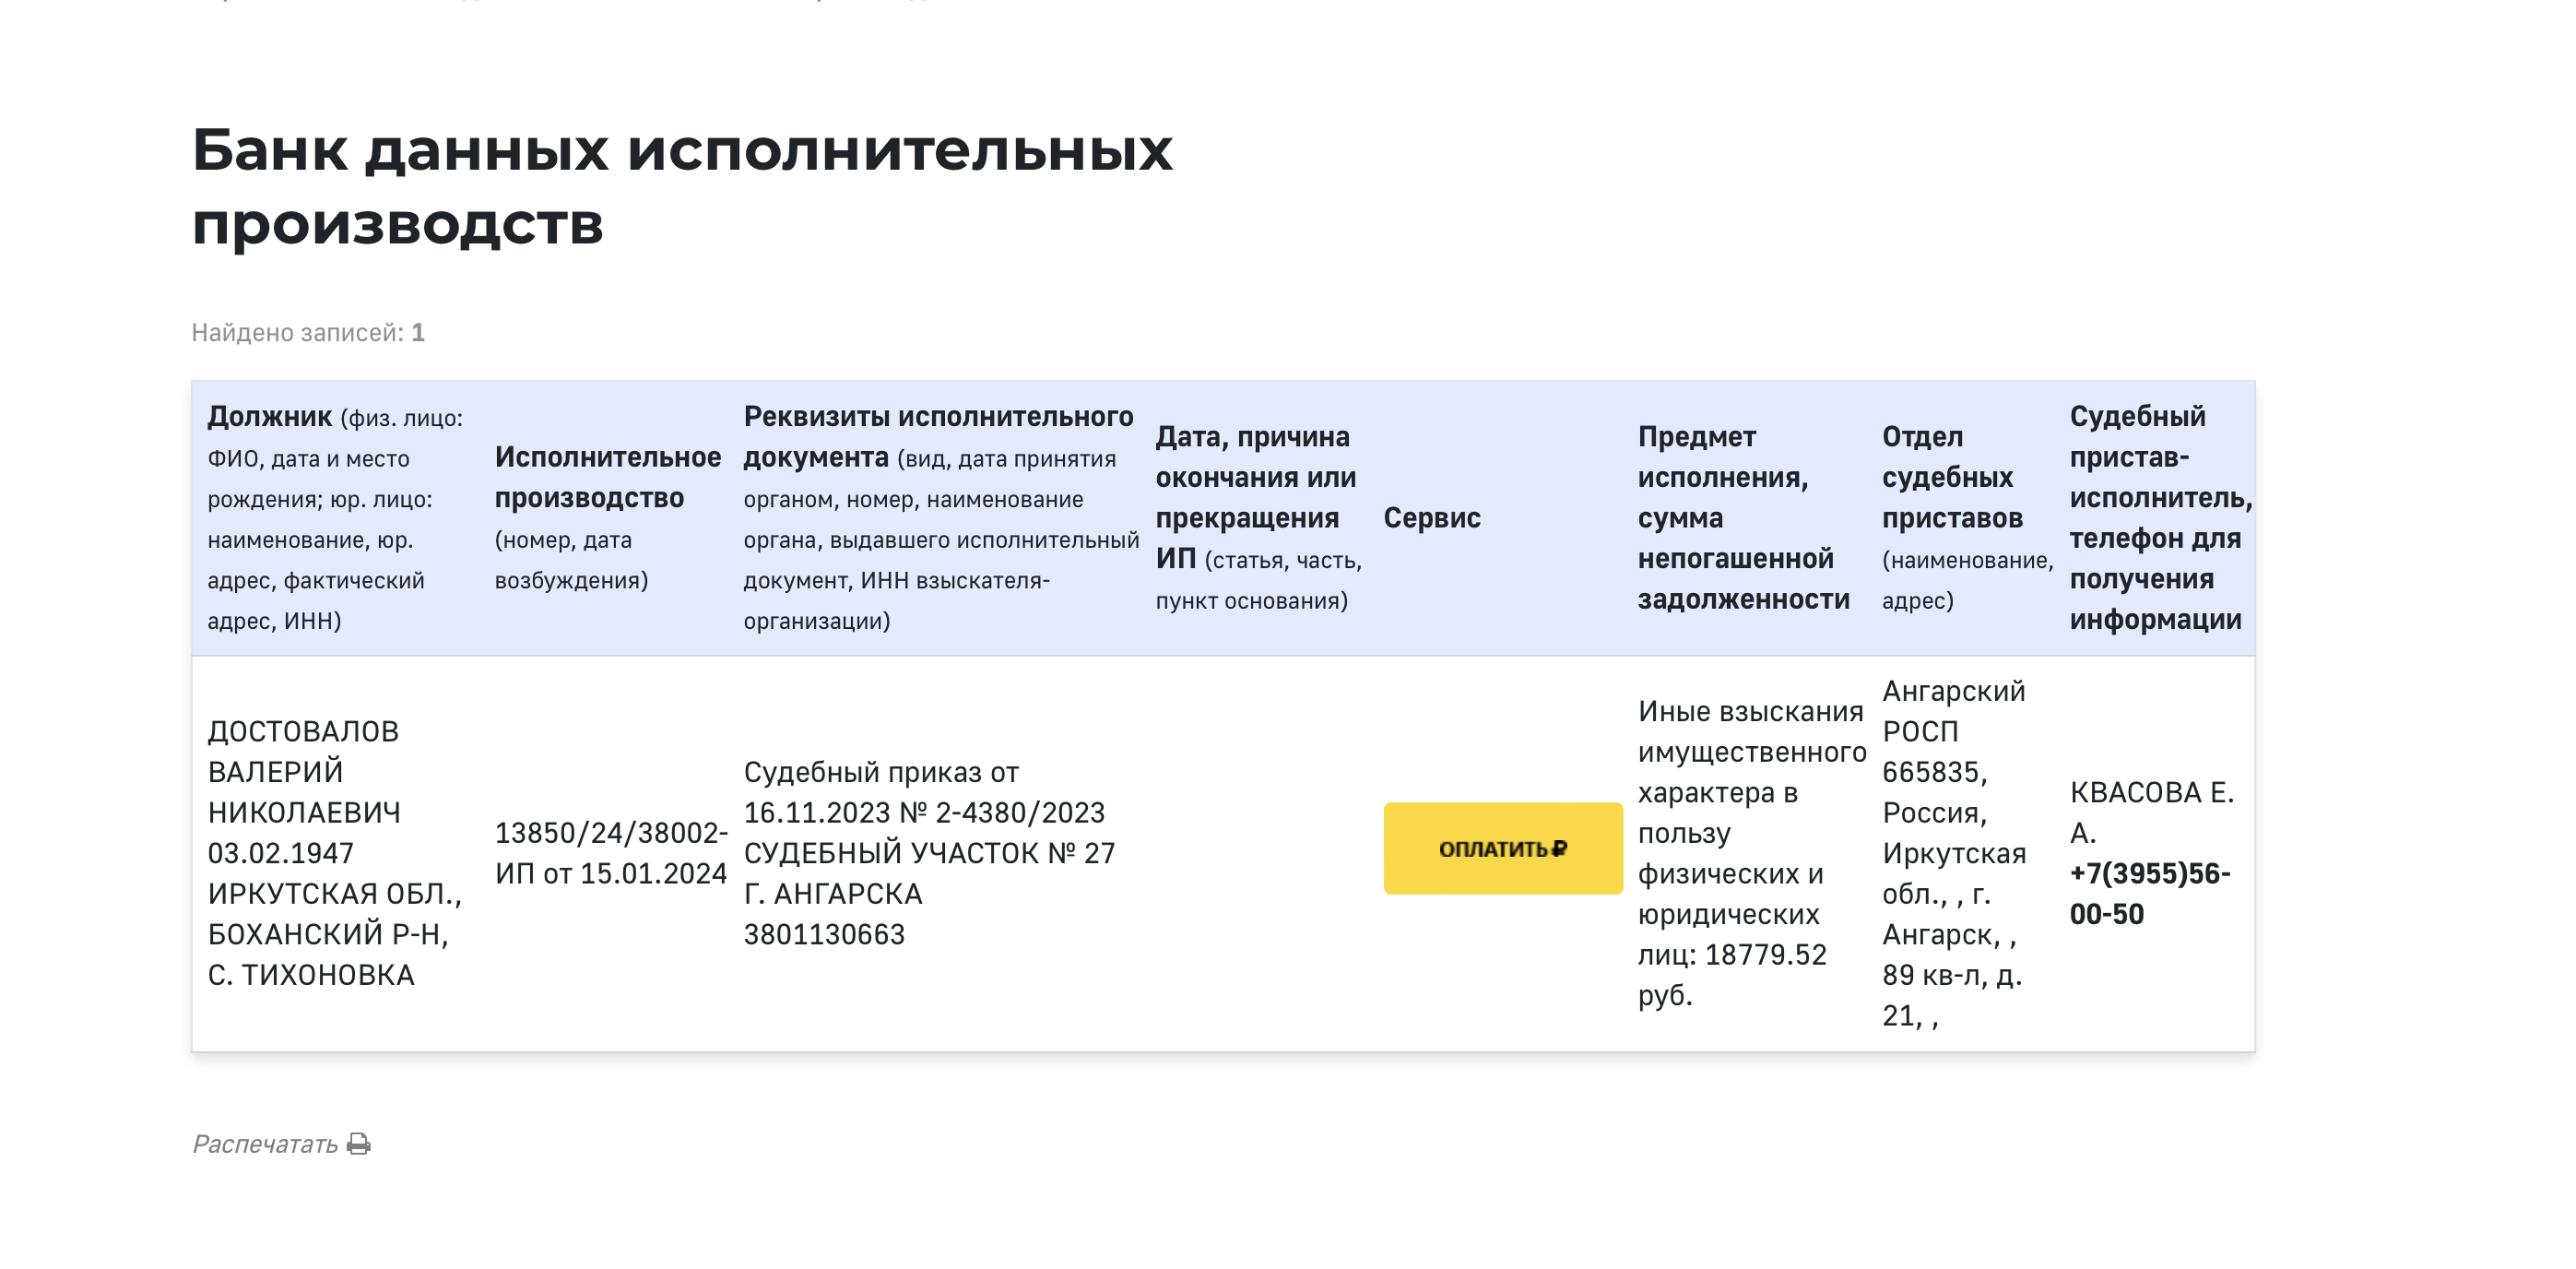 Банк данных исполнительных
производств
Найдено записей: 1
Должник (физ. лицо:
ФИО, дата и место
рождения; юр. лицо:
наименование, юр.
адрес, фактический
адрес, ИНН)
Исполнительное
производство
(номер, дата
возбуждения)
Реквизиты исполнительного
документа (вид, дата принятия
органом, номер, наименование
органа, выдавшего исполнительный
документ, ИНН взыскателя-
организации)
Дата, причина
окончания или
прекращения
ИП (статья, часть,
пункт основания)
Сервис
Предмет
исполнения,
сумма
непогашенной
задолженности
Отдел
судебных
приставов
(наименование,
адрес)
Судебный
пристав-
исполнитель,
телефон для
получения
информации
ДОСТОВАЛОВ
ВАЛЕРИЙ
НИКОЛАЕВИЧ
03.02.1947
ИРКУТСКАЯ ОБЛ.,
БОХАНСКИЙ Р-Н,
С. ТИХОНОВКА
13850/24/38002-
ИП от 15.01.2024
Судебный приказ от
16.11.2023 № 2-4380/2023
СУДЕБНЫЙ УЧАСТОК № 27
Г. АНГАРСКА
3801130663
ОПЛАТИТЬ ₽
Иные взыскания
имущественного
характера в
пользу
физических и
юридических
лиц: 18779.52
руб.
Ангарский
РОСП
665835,
Россия,
Иркутская
обл., , г.
Ангарск, ,
89 кв-л, д.
21, ,
КВАСОВА Е.
А.
+7(3955)56-
00-50
Распечатать